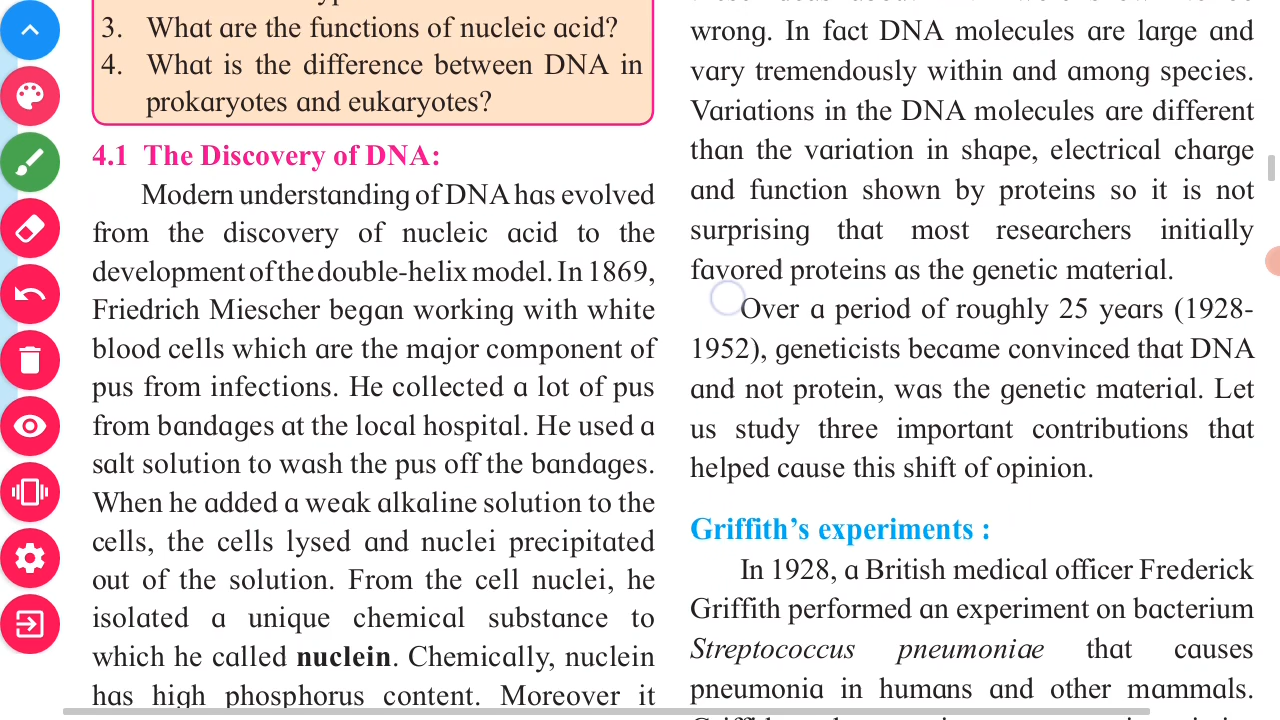 3. What are the functions of nucleic acid?
4. What is the difference between DNA in
prokaryotes and eukaryotes?
4.1 The Discovery of DNA:
Modern understanding of DNA has evolved
from the discovery of nucleic acid to the
development of the double-helix model. In 1869,
Friedrich Miescher began working with white
blood cells which are the major component of
pus from infections. He collected a lot of pus
from bandages at the local hospital. He used a
salt solution to wash the pus off the bandages.
When he added a weak alkaline solution to the
cells, the cells lysed and nuclei precipitated
out of the solution. From the cell nuclei, he
isolated a unique chemical substance to
which he called nuclein. Chemically, nuclein
has high phosphorus content. Moreover it
wrong. In fact DNA molecules are large and
vary tremendously within and among species.
Variations in the DNA molecules are different
than the variation in shape, electrical charge
and function shown by proteins so it is not
surprising that most researchers initially
favored proteins as the genetic material.
Over a period of roughly 25 years (1928-
1952), geneticists became convinced that DNA
and not protein, was the genetic material. Let
us study three important contributions that
helped cause this shift of opinion.
Griffith's experiments :
In 1928, a British medical officer Frederick
Griffith performed an experiment on bacterium
Streptococcus pneumoniae that causes
pneumonia in humans and other mammals.